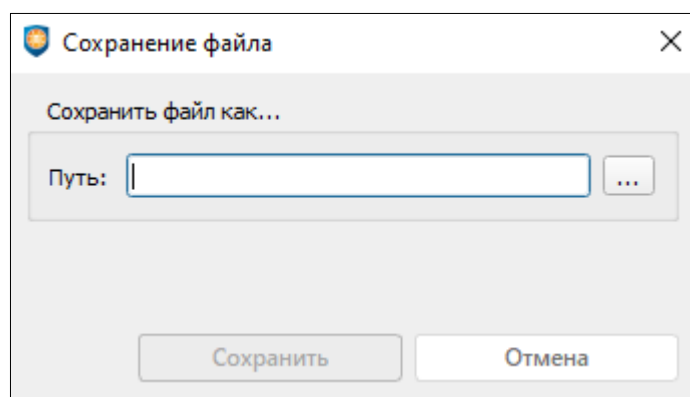 Сохранение файла
Сохранить файл как...
Путь: ...
Сохранить Отмена